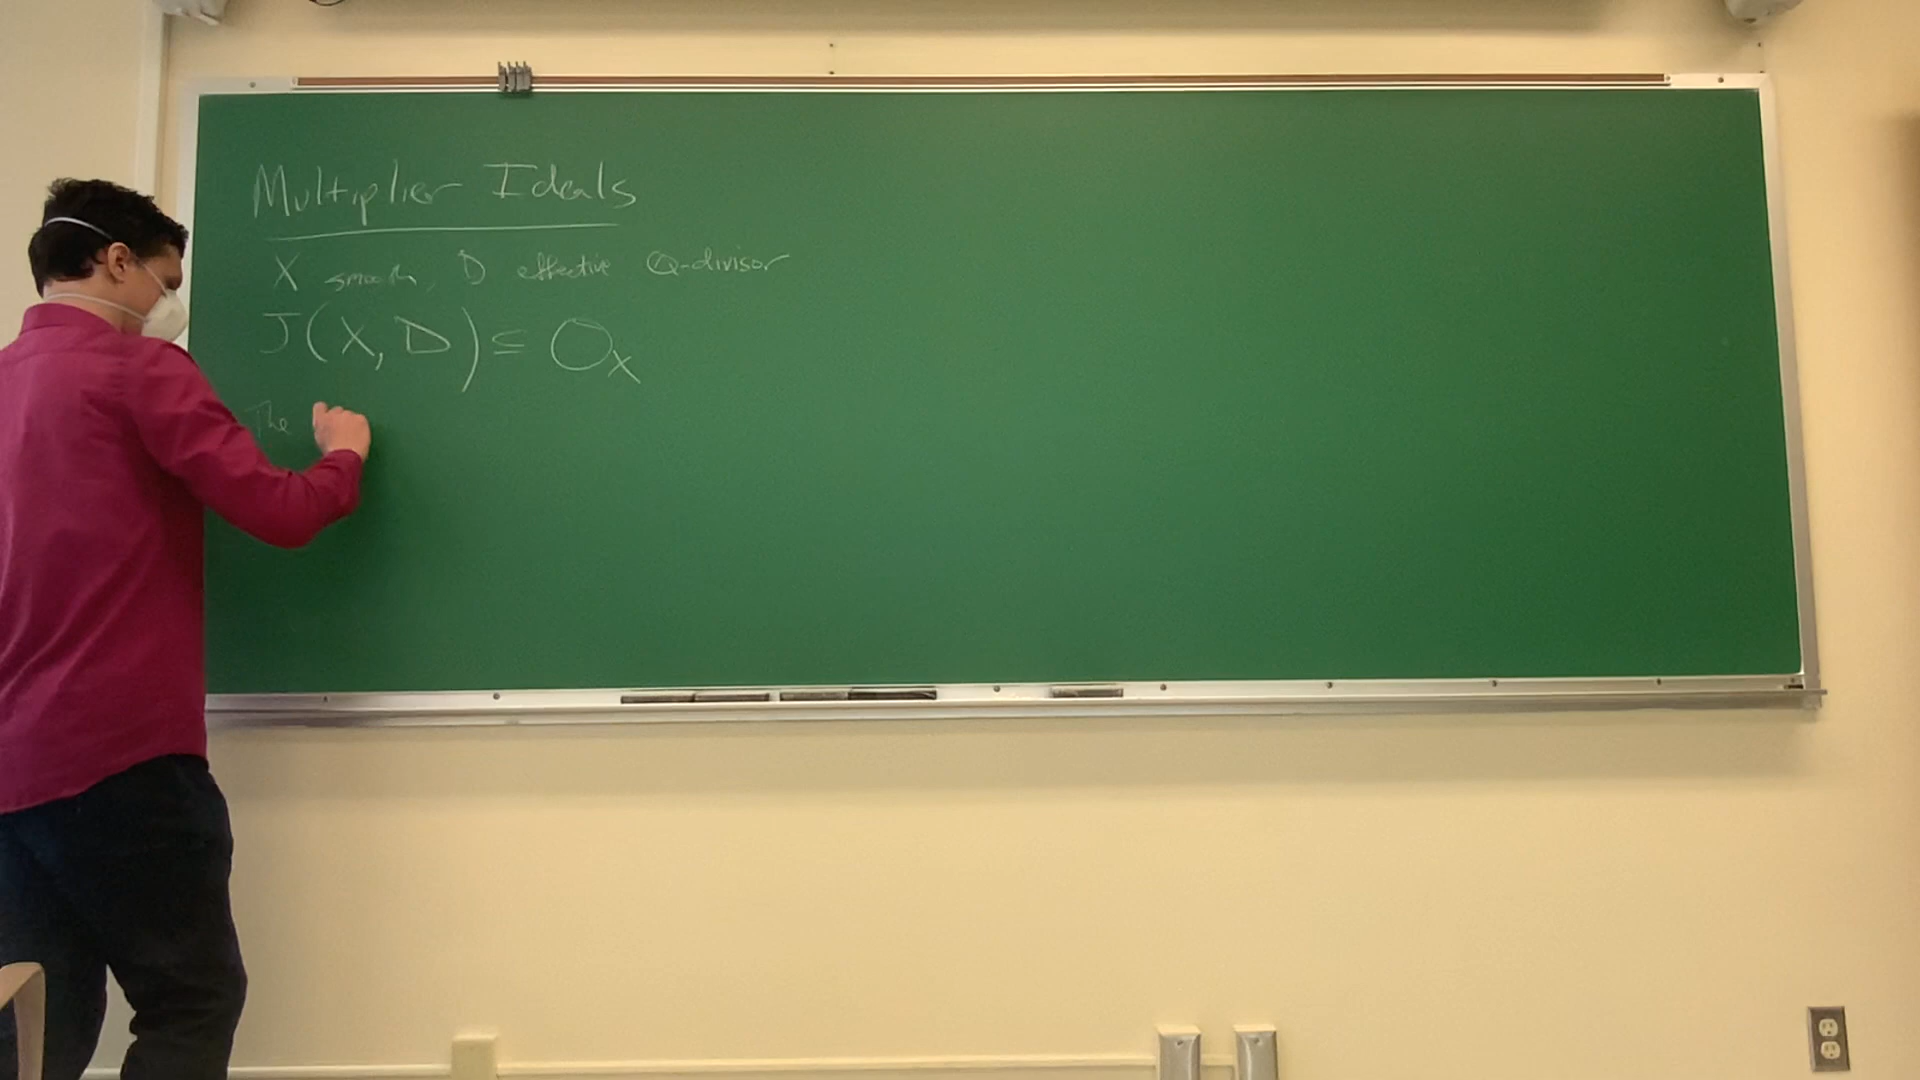 Multiplier Ideals
X smooth, D effective Q-divisor
J(X, D) ⊆ O_X
The